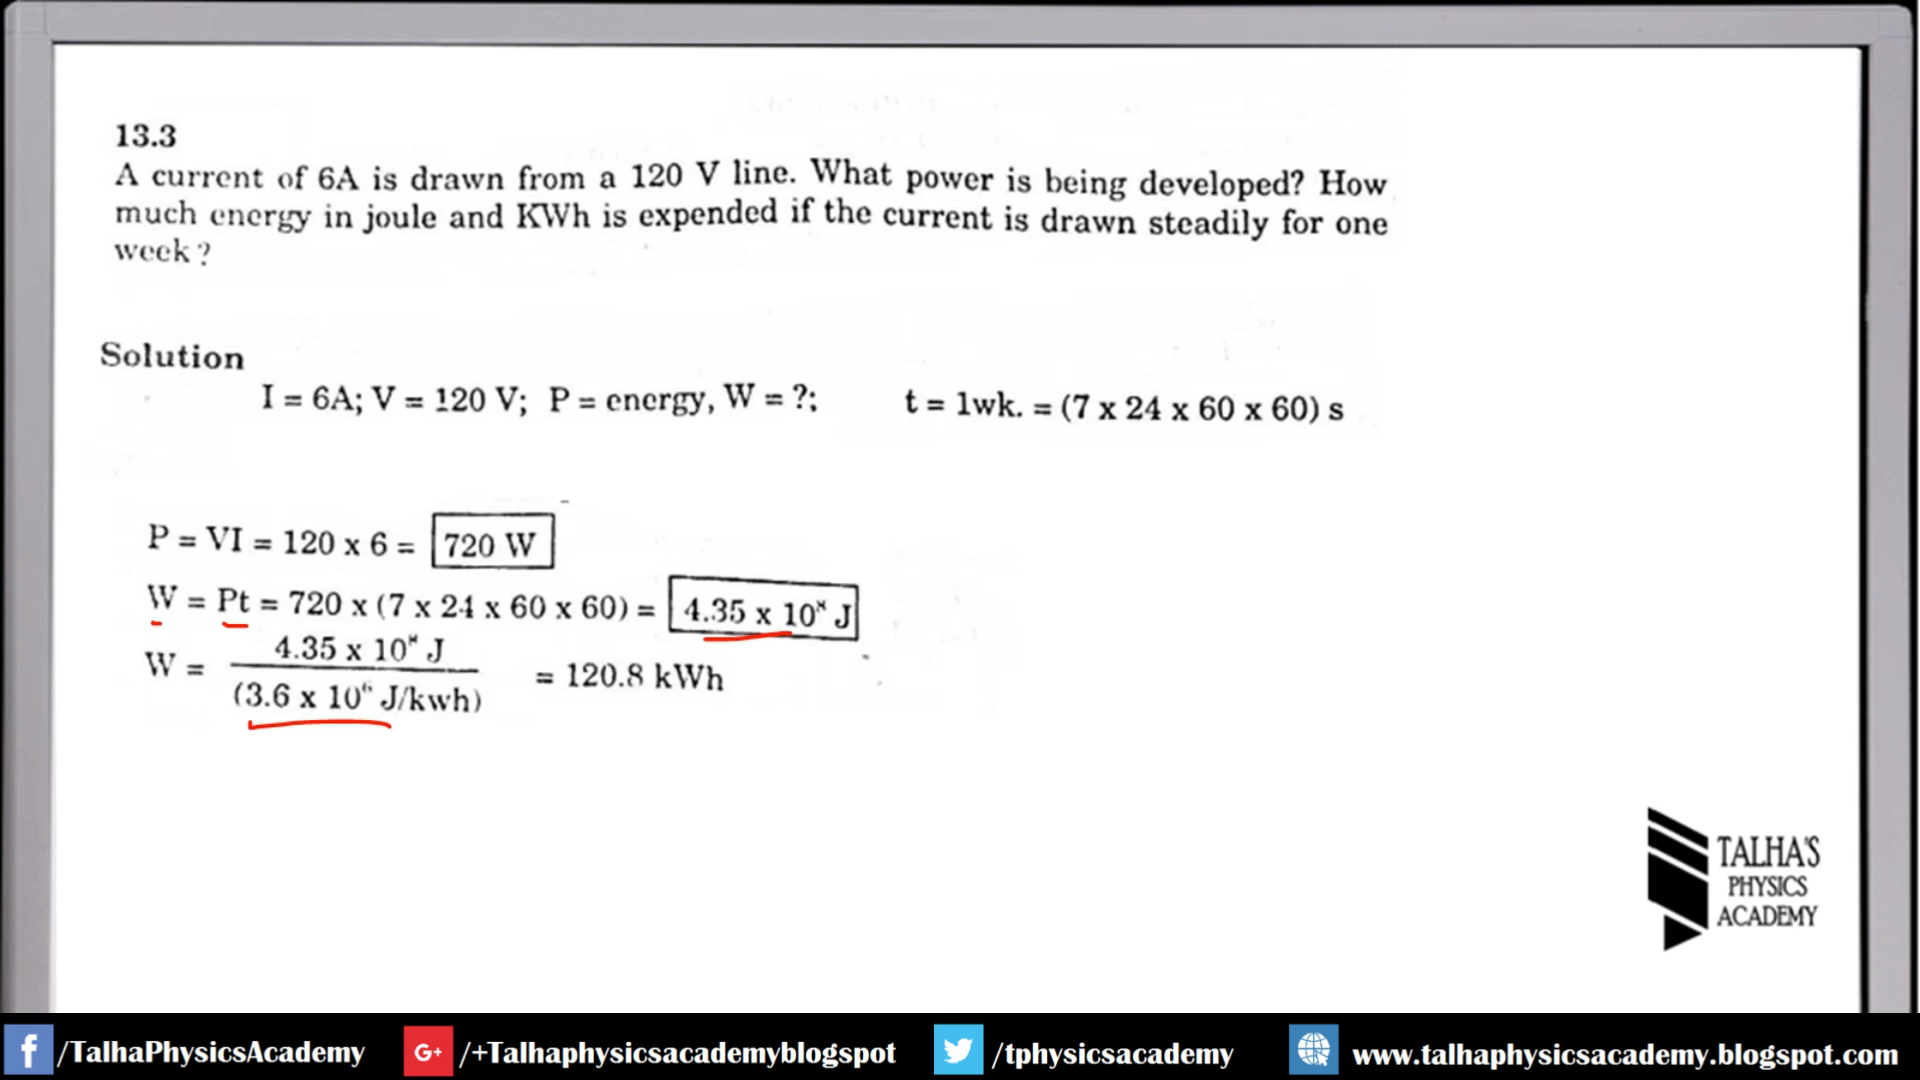 13.3
A current of 6A is drawn from a 120 V line. What power is being developed? How
much energy in joule and KWh is expended if the current is drawn steadily for one
week?
Solution
I = 6A; V = 120 V; P = energy, W = ?; t = 1wk. = (7 x 24 x 60 x 60) s
P = VI = 120 x 6 = 720 W
W = Pt = 720 x (7 x 24 x 60 x 60) = 4.35 x 10⁸ J
W = 4.35 x 10⁸ J
(3.6 x 10⁶ J/kwh) = 120.8 kWh
TALHA'S
PHYSICS
ACADEMY
f /TalhaPhysicsAcademy G+ /+Talhaphysicsacademyblogspot /tphysicsacademy www.talhaphysicsacademy.blogspot.com